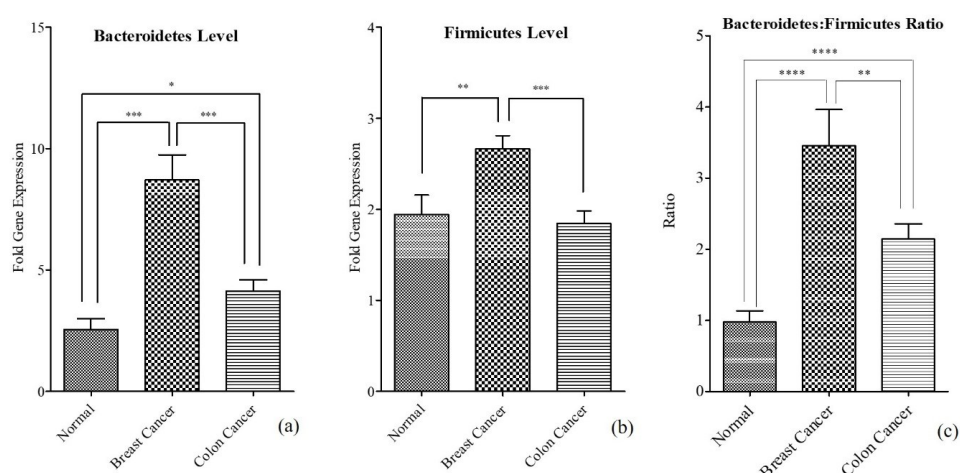 Bacteroidetes Level
15
10
5
0
Fold Gene Expression
*
***
***
Normal
Breast Cancer
Colon Cancer
(a)
Firmicutes Level
4
3
2
1
0
Fold Gene Expression
**
***
Normal
Breast Cancer
Colon Cancer
(b)
Bacteroidetes:Firmicutes Ratio
5
4
3
2
1
0
Ratio
****
****
**
Normal
Breast Cancer
Colon Cancer
(c)